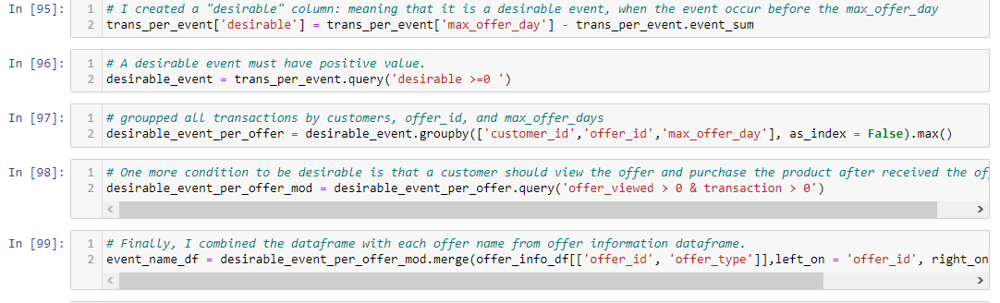 In [95]:
1 # I created a "desirable" column: meaning that it is a desirable event, when the event occur before the max_offer_day
2 trans_per_event['desirable'] = trans_per_event['max_offer_day'] - trans_per_event.event_sum
In [96]:
1 # A desirable event must have positive value.
2 desirable_event = trans_per_event.query('desirable >=0 ')
In [97]:
1 # groupped all transactions by customers, offer_id, and max_offer_days
2 desirable_event_per_offer = desirable_event.groupby(['customer_id','offer_id','max_offer_day'], as_index = False).max()
In [98]:
1 # One more condition to be desirable is that a customer should view the offer and purchase the product after received the of
2 desirable_event_per_offer_mod = desirable_event_per_offer.query('offer_viewed > 0 & transaction > 0')
In [99]:
1 # Finally, I combined the dataframe with each offer name from offer information dataframe.
2 event_name_df = desirable_event_per_offer_mod.merge(offer_info_df[['offer_id', 'offer_type']],left_on = 'offer_id', right_on